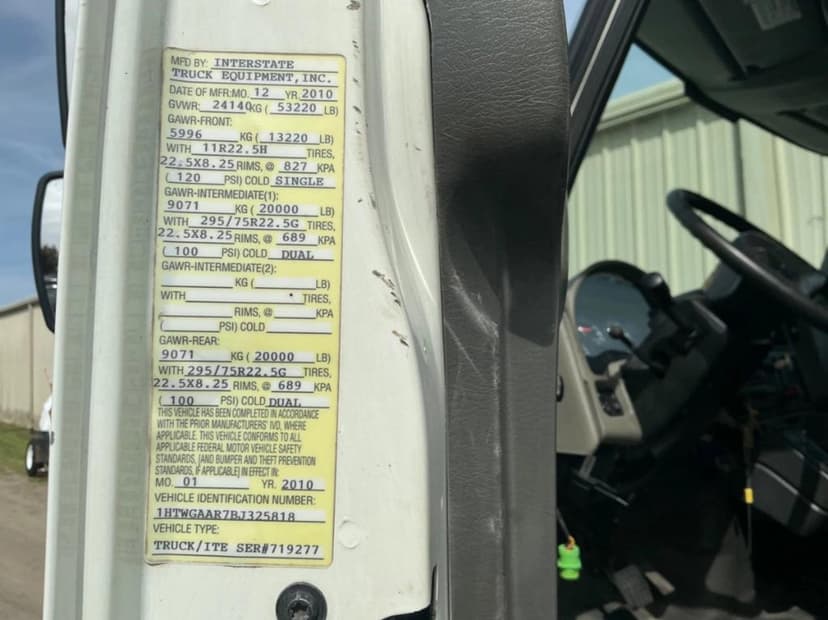 MFD BY: INTERSTATE
TRUCK EQUIPMENT, INC.
DATE OF MFR: MO. 12 YR. 2010
GVWR: 24140 KG ( 53220 LB)
GAWR-FRONT:
5996 KG ( 13220 LB)
WITH 11R22.5H TIRES,
22.5X8.25 RIMS, @ 827 KPA
( 120 PSI) COLD SINGLE
GAWR-INTERMEDIATE(1):
9071 KG ( 20000 LB)
WITH 295/75R22.5G TIRES,
22.5X8.25 RIMS, @ 689 KPA
( 100 PSI) COLD DUAL
GAWR-INTERMEDIATE(2):
KG ( LB)
WITH TIRES,
RIMS, @ KPA
( PSI) COLD
GAWR-REAR:
9071 KG ( 20000 LB)
WITH 295/75R22.5G TIRES,
22.5X8.25 RIMS, @ 689 KPA
( 100 PSI) COLD DUAL
THIS VEHICLE HAS BEEN COMPLETED IN ACCORDANCE
WITH THE PRIOR MANUFACTURERS' IVD, WHERE
APPLICABLE. THIS VEHICLE CONFORMS TO ALL
APPLICABLE FEDERAL MOTOR VEHICLE SAFETY
STANDARDS, [AND BUMPER AND THEFT PREVENTION
STANDARDS, IF APPLICABLE] IN EFFECT IN:
MO. 01 YR. 2010
VEHICLE IDENTIFICATION NUMBER:
1HTWGAAR7BJ325818
VEHICLE TYPE:
TRUCK/ITE SER#719277